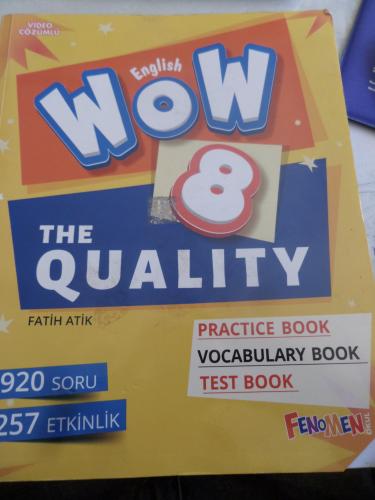 VIDEO
ÇÖZÜMLÜ
English
WOW
8
THE
QUALITY
FATİH ATİK
PRACTICE BOOK
VOCABULARY BOOK
TEST BOOK
920 SORU
257 ETKİNLİK
FENOMEN
OKUL